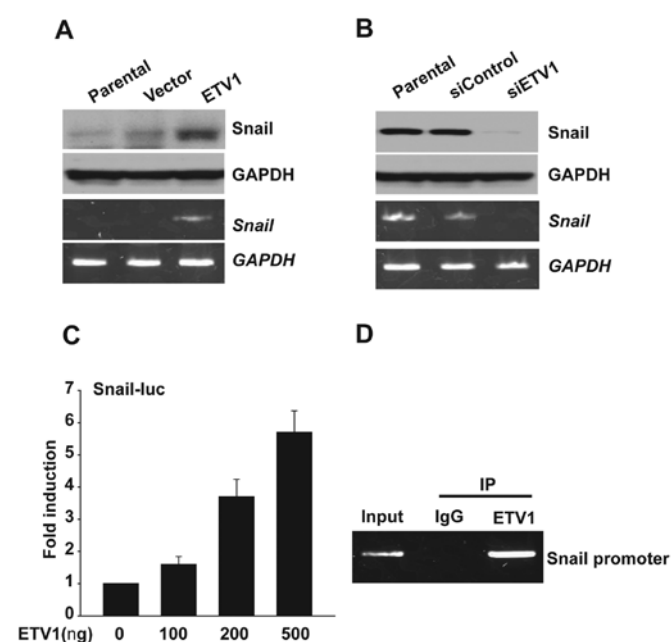 A
Parental Vector ETV1
Snail
GAPDH
Snail
GAPDH
B
Parental siControl siETV1
Snail
GAPDH
Snail
GAPDH
C
Snail-luc
Fold induction
7
6
5
4
3
2
1
0
ETV1(ng) 0 100 200 500
D
IP
Input IgG ETV1
Snail promoter